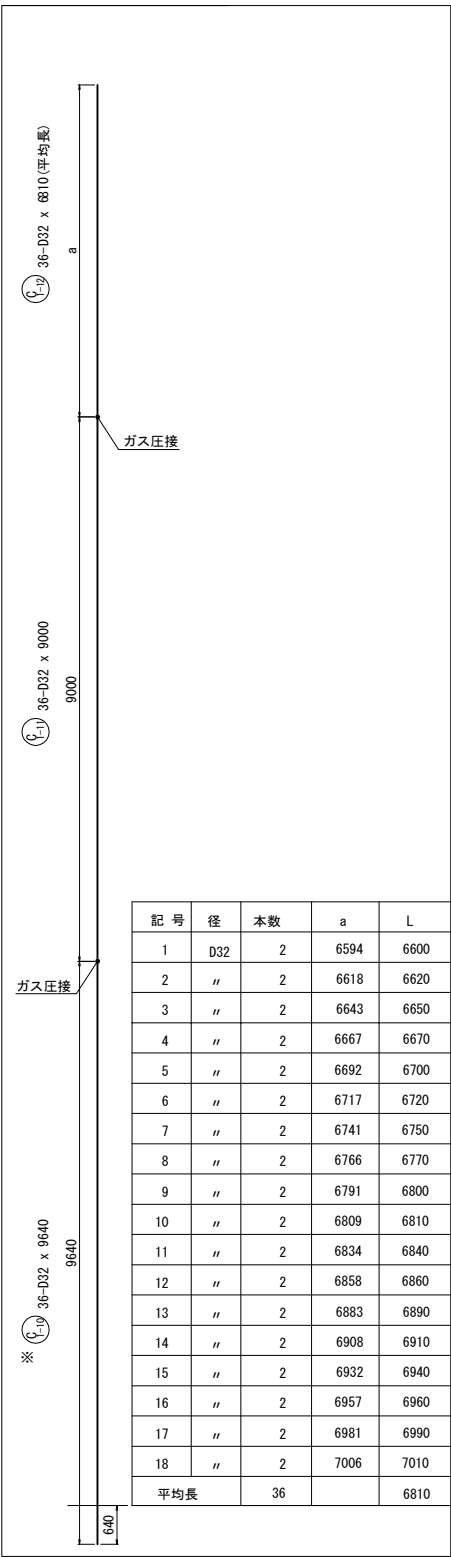 C1-12 36-D32 x 6810(平均長)
a
ガス圧接
C1-11 36-D32 x 9000
9000
ガス圧接
※ C1-10 36-D32 x 9640
9640
640
記 号 径 本数 a L
1 D32 2 6594 6600
2 〃 2 6618 6620
3 〃 2 6643 6650
4 〃 2 6667 6670
5 〃 2 6692 6700
6 〃 2 6717 6720
7 〃 2 6741 6750
8 〃 2 6766 6770
9 〃 2 6791 6800
10 〃 2 6809 6810
11 〃 2 6834 6840
12 〃 2 6858 6860
13 〃 2 6883 6890
14 〃 2 6908 6910
15 〃 2 6932 6940
16 〃 2 6957 6960
17 〃 2 6981 6990
18 〃 2 7006 7010
平均長 36 6810